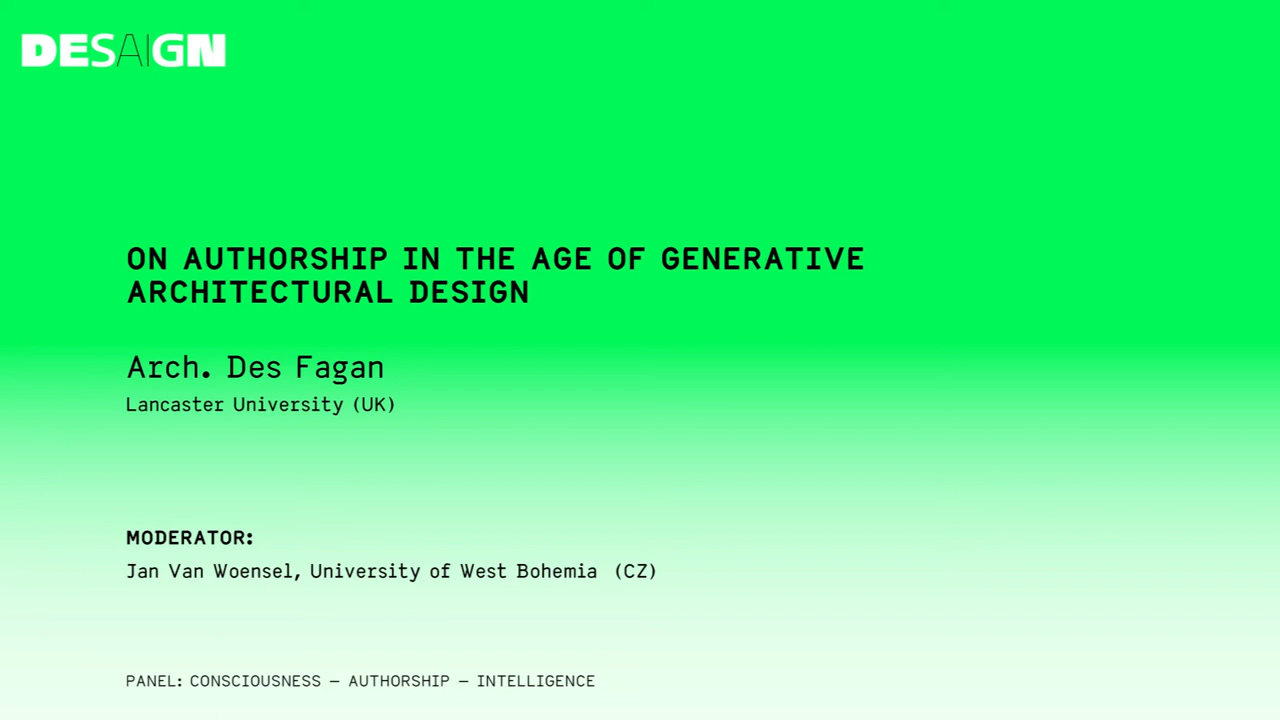 DESAIGN
ON AUTHORSHIP IN THE AGE OF GENERATIVE
ARCHITECTURAL DESIGN
Arch. Des Fagan
Lancaster University (UK)
MODERATOR:
Jan Van Woensel, University of West Bohemia (CZ)
PANEL: CONSCIOUSNESS — AUTHORSHIP — INTELLIGENCE